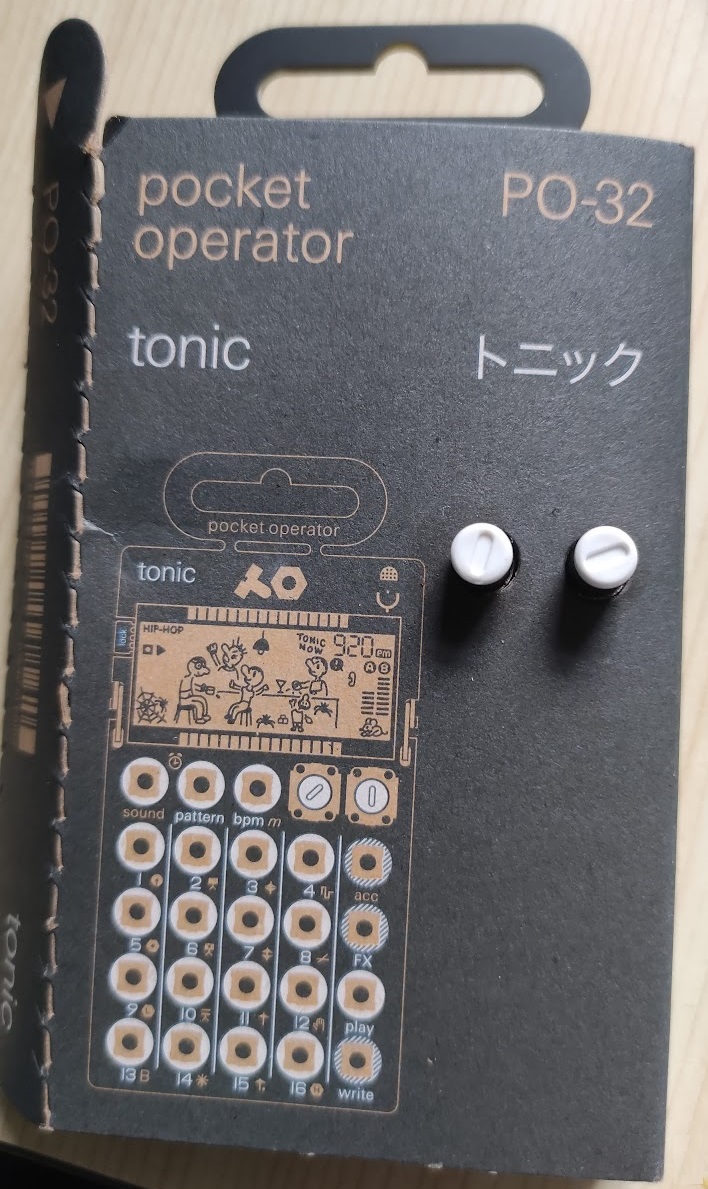 pocket
operator
PO-32
tonic
トニック
PO-32
tonic
pocket operator
tonic
lock
HIP-HOP
TONIC
NOW
920 PM
A B
sound pattern bpm m
1 2 3 4 acc
5 6 7 8 FX
9 10 11 12 play
13 B 14 15 16 write